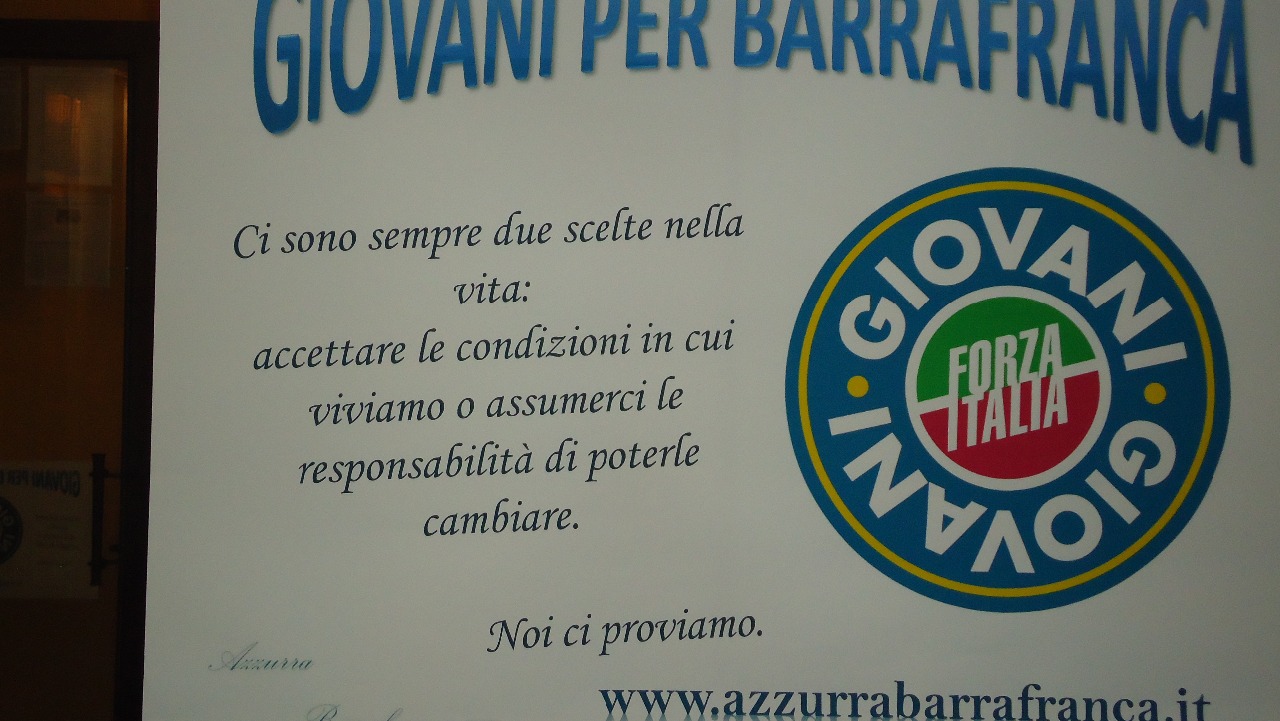 GIOVANI PER BARRAFRANCA
Ci sono sempre due scelte nella
vita:
accettare le condizioni in cui
viviamo o assumerci le
responsabilità di poterle
cambiare.
Noi ci proviamo.
GIOVANI • GIOVANI •
FORZA
ITALIA
Azzurra
www.azzurrabarrafranca.it